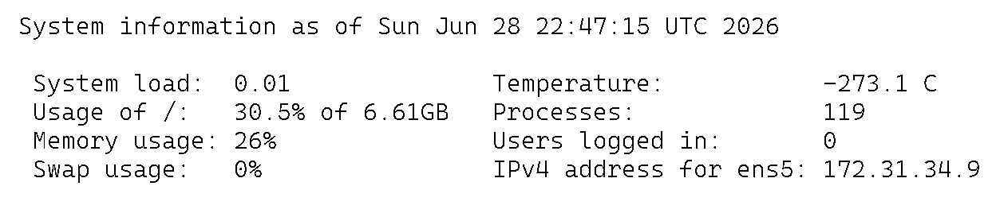 System information as of Sun Jun 28 22:47:15 UTC 2026

 System load:  0.01              Temperature:           -273.1 C
 Usage of /:   30.5% of 6.61GB   Processes:             119
 Memory usage: 26%               Users logged in:       0
 Swap usage:   0%                IPv4 address for ens5: 172.31.34.9